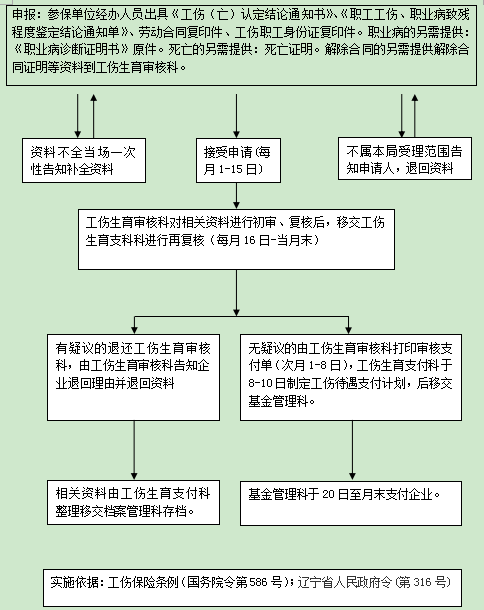 申报：参保单位经办人员出具《工伤（亡）认定结论通知书》、《职工工伤、职业病致残
程度鉴定结论通知单》、劳动合同复印件、工伤职工身份证复印件。职业病的另需提供：
《职业病诊断证明书》原件。死亡的另需提供：死亡证明。解除合同的需提供解除合
同证明等资料到工伤生育审核科。
资料不全当场一次
性告知补全资料
接受申请(每
月 1-15 日)
不属本局受理范围告
知申请人，退回资料
工伤生育审核科对相关资料进行初审、复核后，移交工伤
生育支科科进行再复核（每月 16 日-当月末）
有疑议的退还工伤生育审核
科，由工伤生育审核科告知企
业退回理由并退回资料
无疑议的由工伤生育审核科打印审核支
付单（次月 1-8 日），工伤生育支付科于
8-10 日制定工伤待遇支付计划，后移交
基金管理科。
相关资料由工伤生育支付科
整理移交档案管理科存档。
基金管理科于 20 日至月末支付企业。
实施依据：工伤保险条例（国务院令第 586 号）；辽宁省人民政府令（第 316 号）